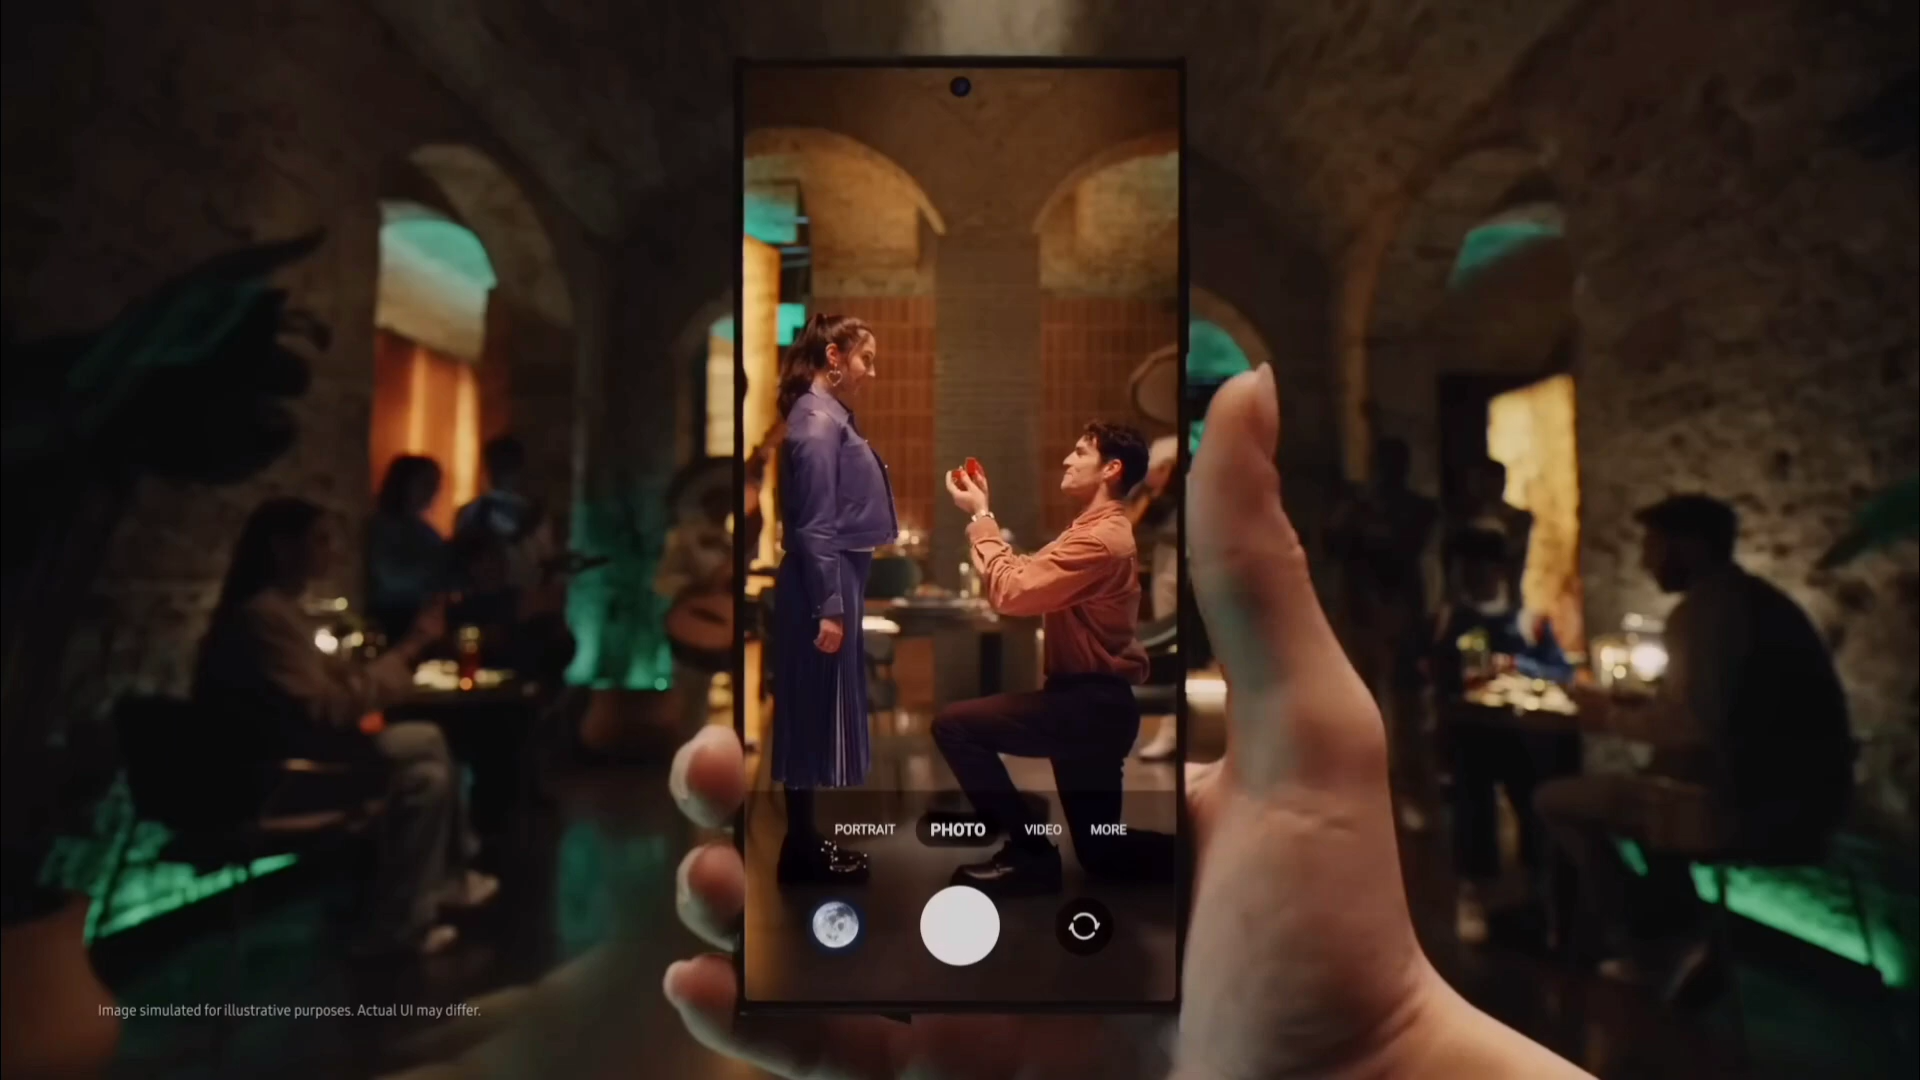 PORTRAIT PHOTO VIDEO MORE
Image simulated for illustrative purposes. Actual UI may differ.